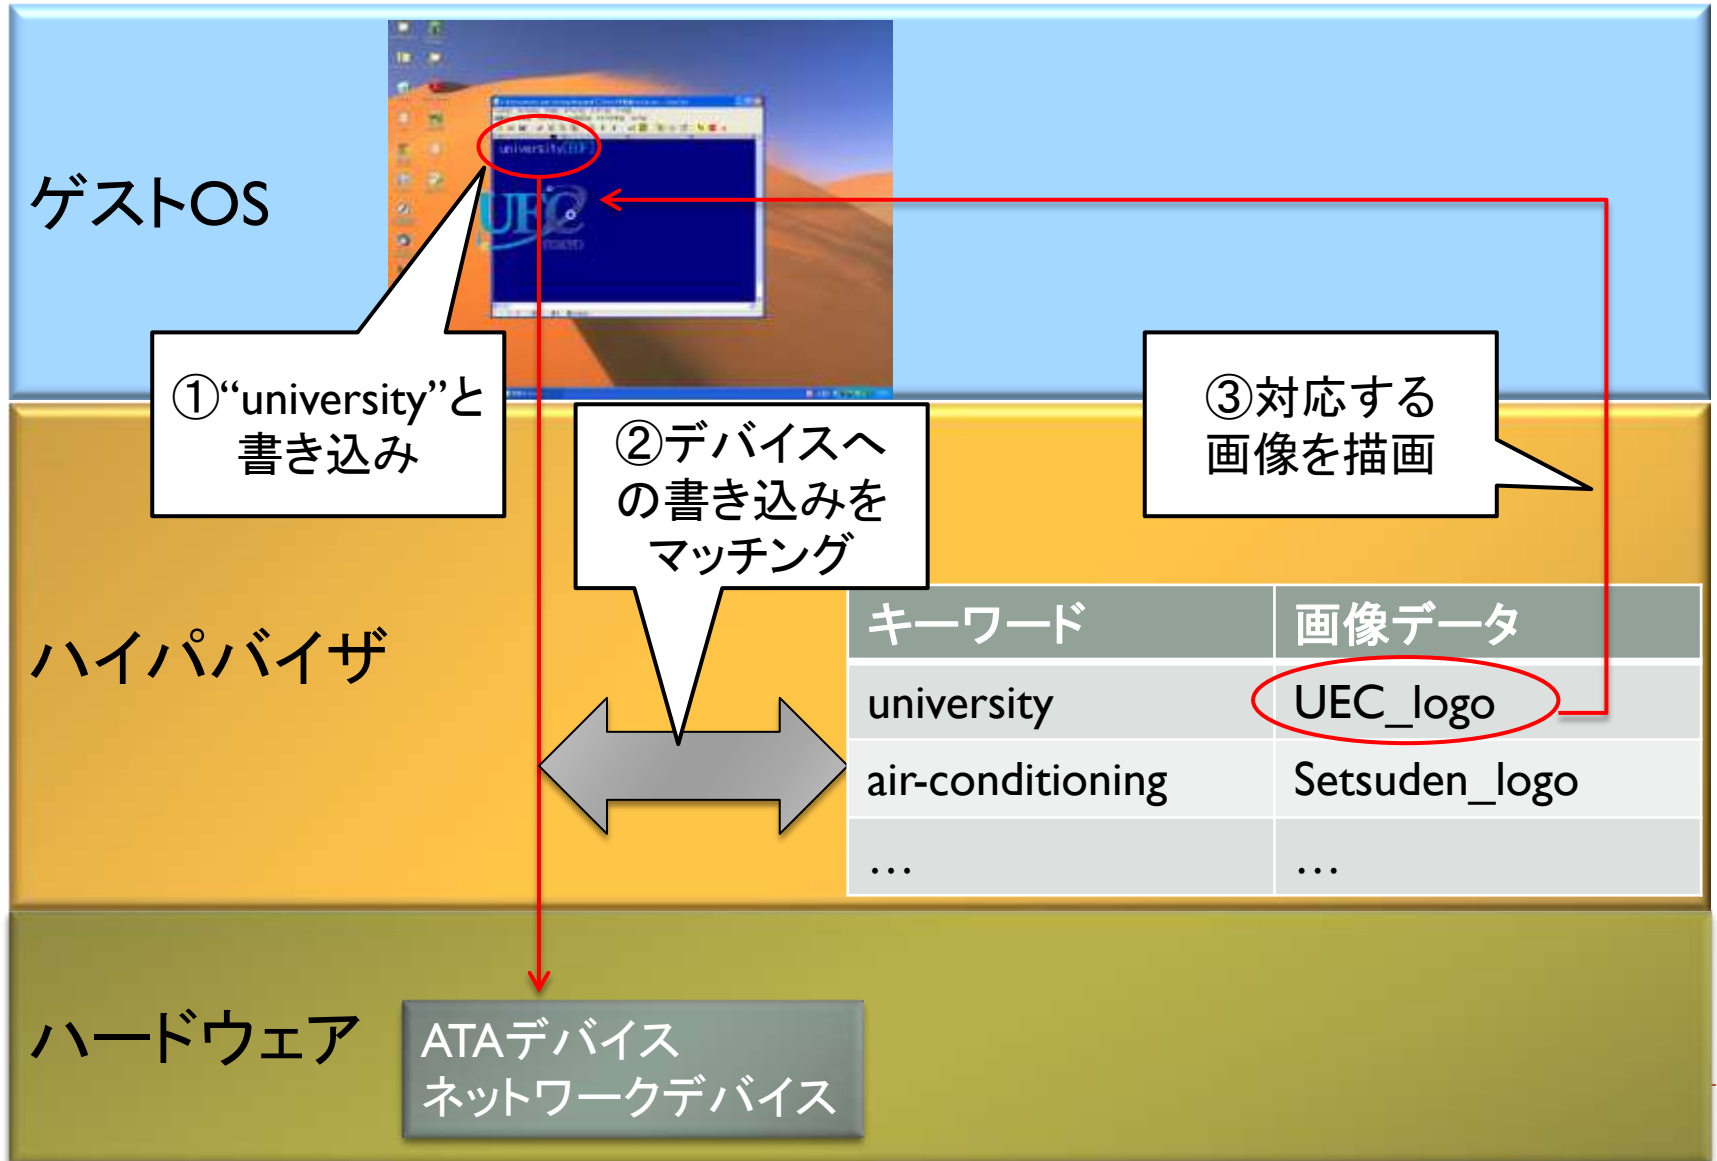 ゲストOS
university[EOF]
UEC
①“university”と
書き込み
②デバイスへ
の書き込みを
マッチング
③対応する
画像を描画
ハイパバイザ
キーワード 画像データ
university UEC_logo
air-conditioning Setsuden_logo
… …
ハードウェア
ATAデバイス
ネットワークデバイス